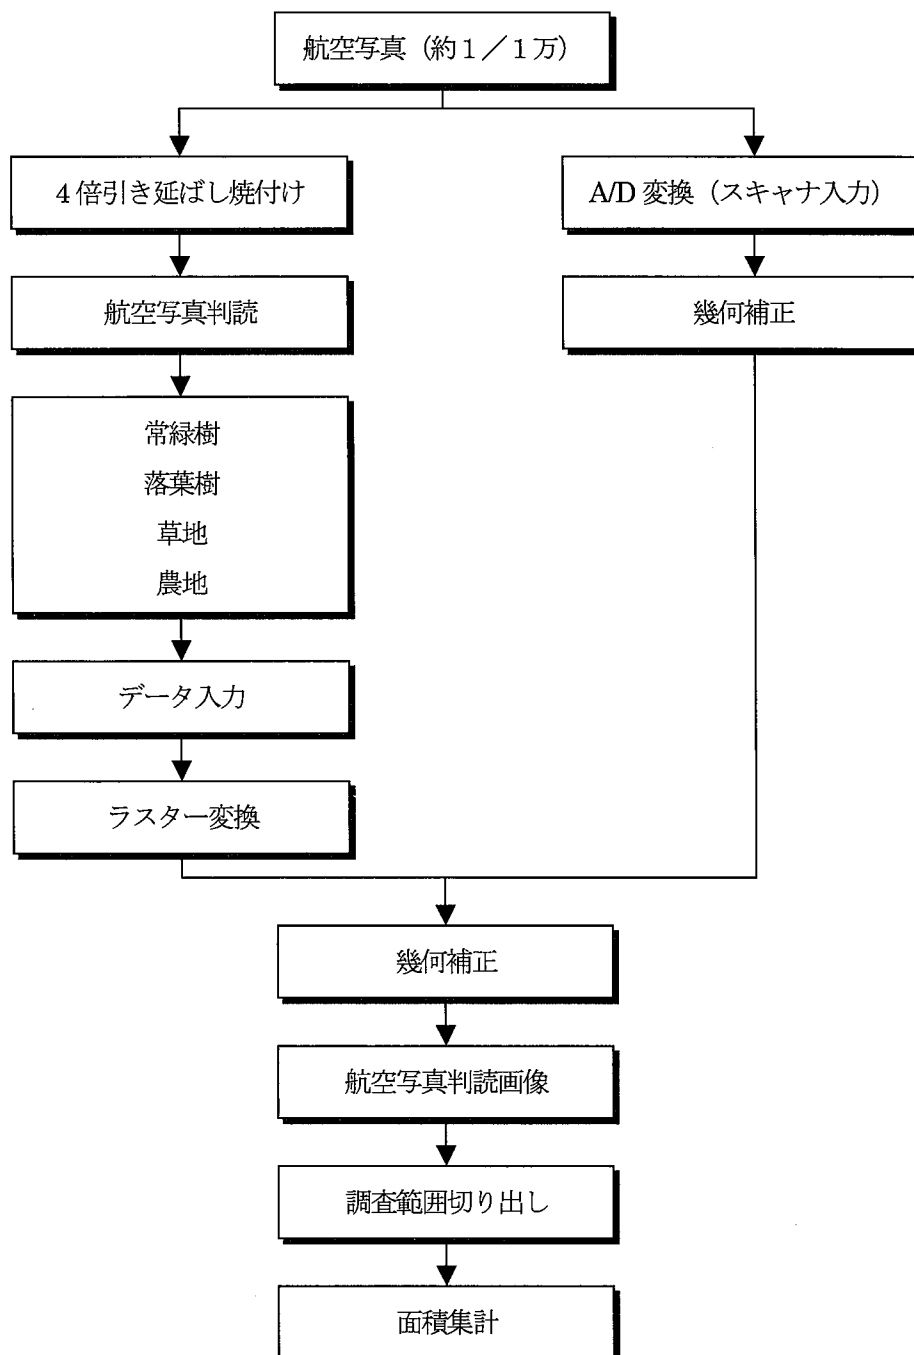 航空写真（約１／１万）
４倍引き延ばし焼付け
A/D 変換（スキャナ入力）
航空写真判読
幾何補正
常緑樹
落葉樹
草地
農地
データ入力
ラスター変換
幾何補正
航空写真判読画像
調査範囲切り出し
面積集計